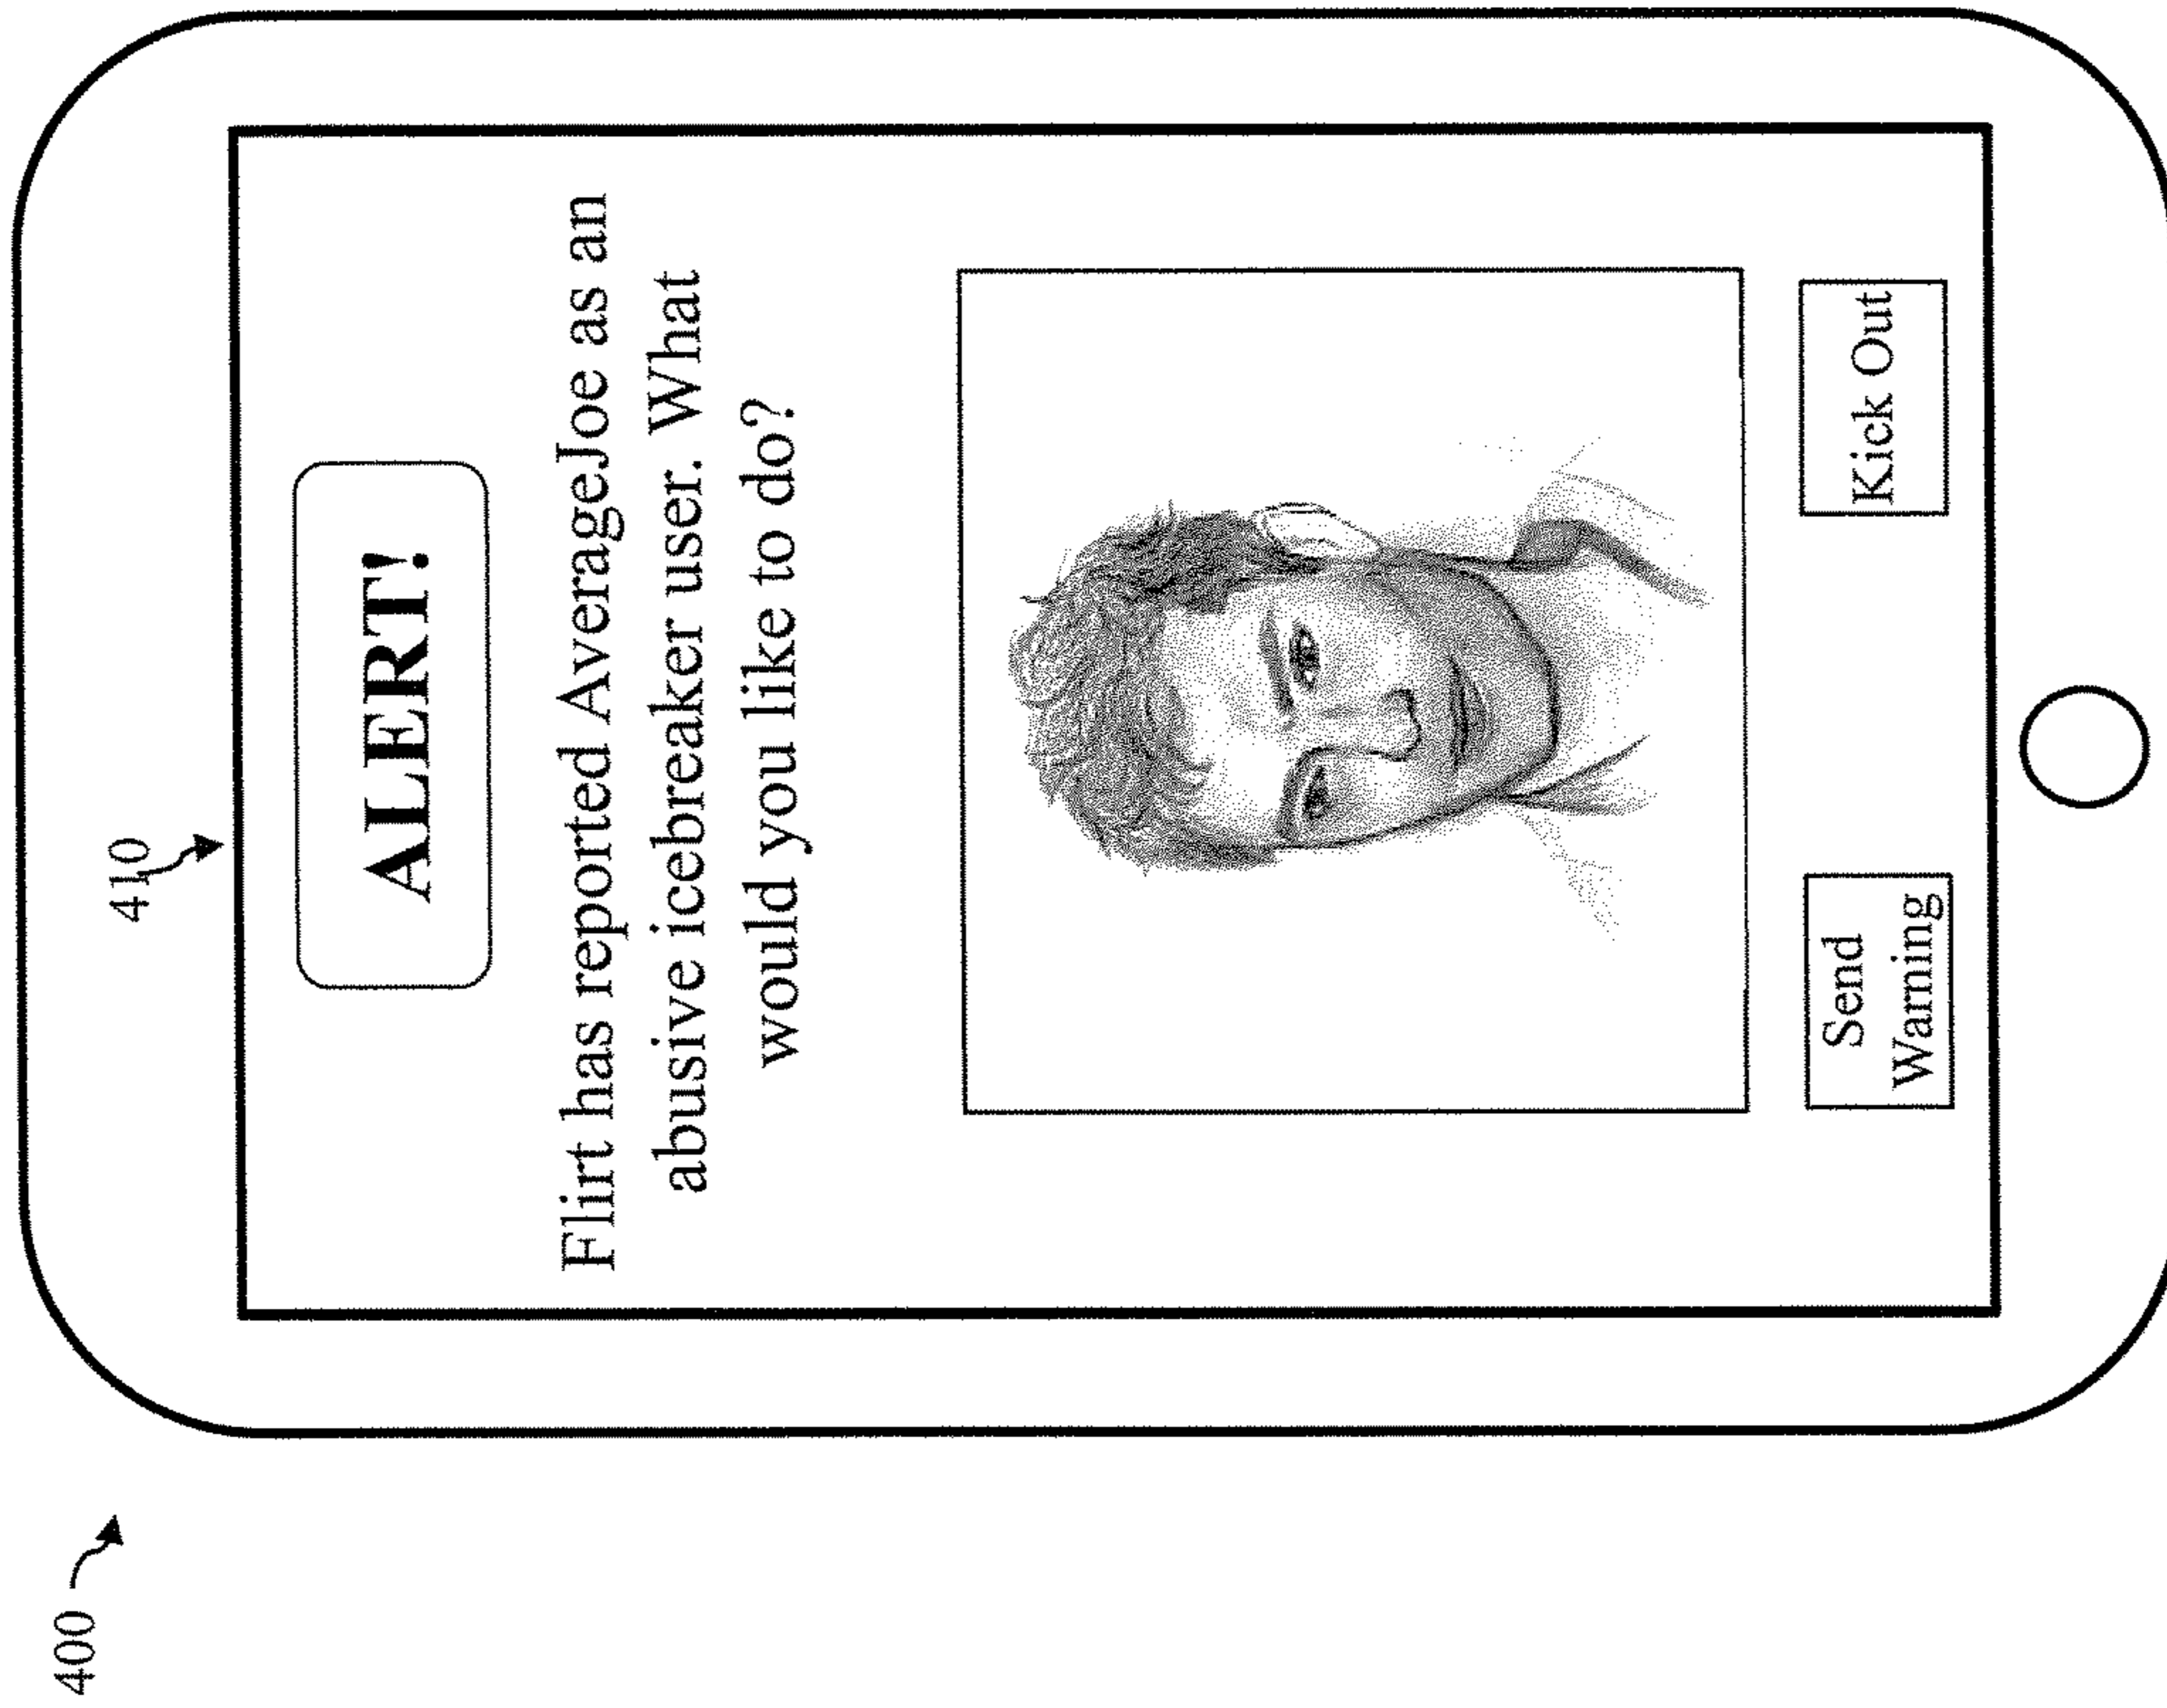 400
410
ALERT!
Flirt has reported AverageJoe as an
abusive icebreaker user. What
would you like to do?
Send
Warning
Kick Out